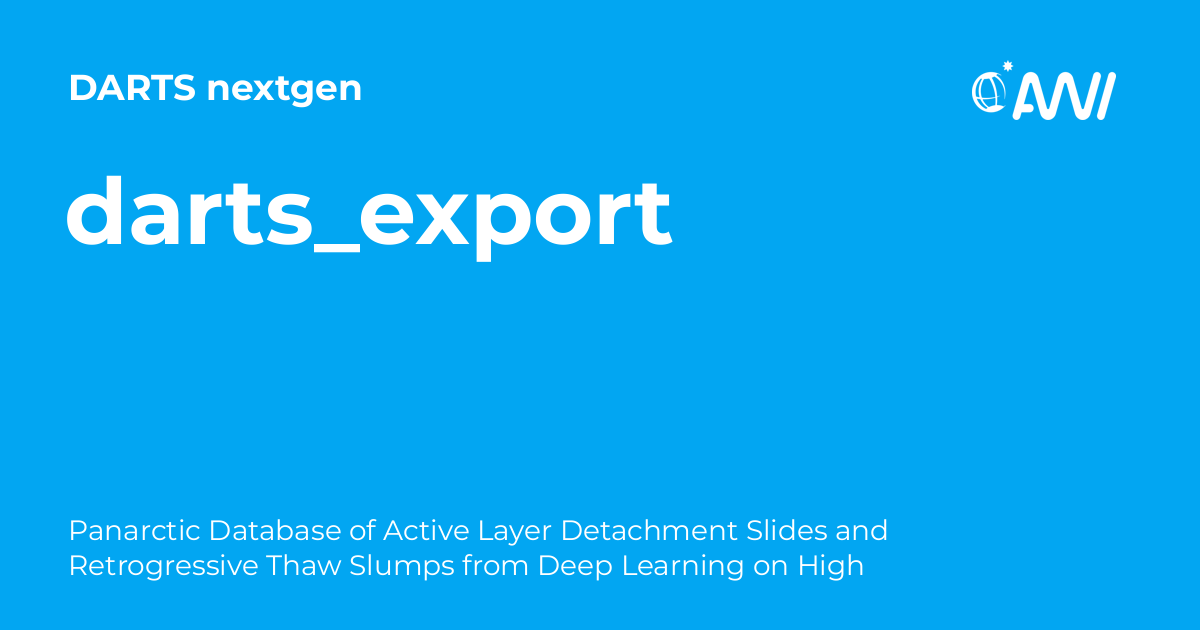 DARTS nextgen
AWI
darts_export
Panarctic Database of Active Layer Detachment Slides and
Retrogressive Thaw Slumps from Deep Learning on High